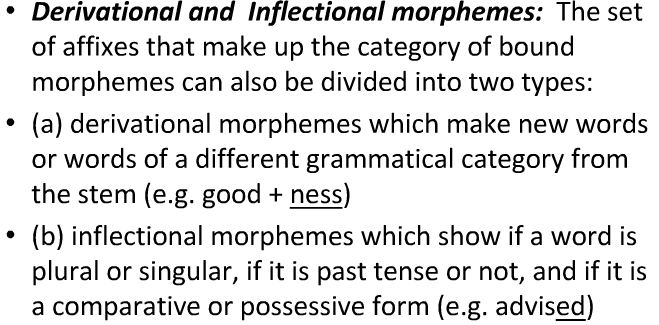 • Derivational and Inflectional morphemes: The set
of affixes that make up the category of bound
morphemes can also be divided into two types:
• (a) derivational morphemes which make new words
or words of a different grammatical category from
the stem (e.g. good + ness)
• (b) inflectional morphemes which show if a word is
plural or singular, if it is past tense or not, and if it is
a comparative or possessive form (e.g. advised)